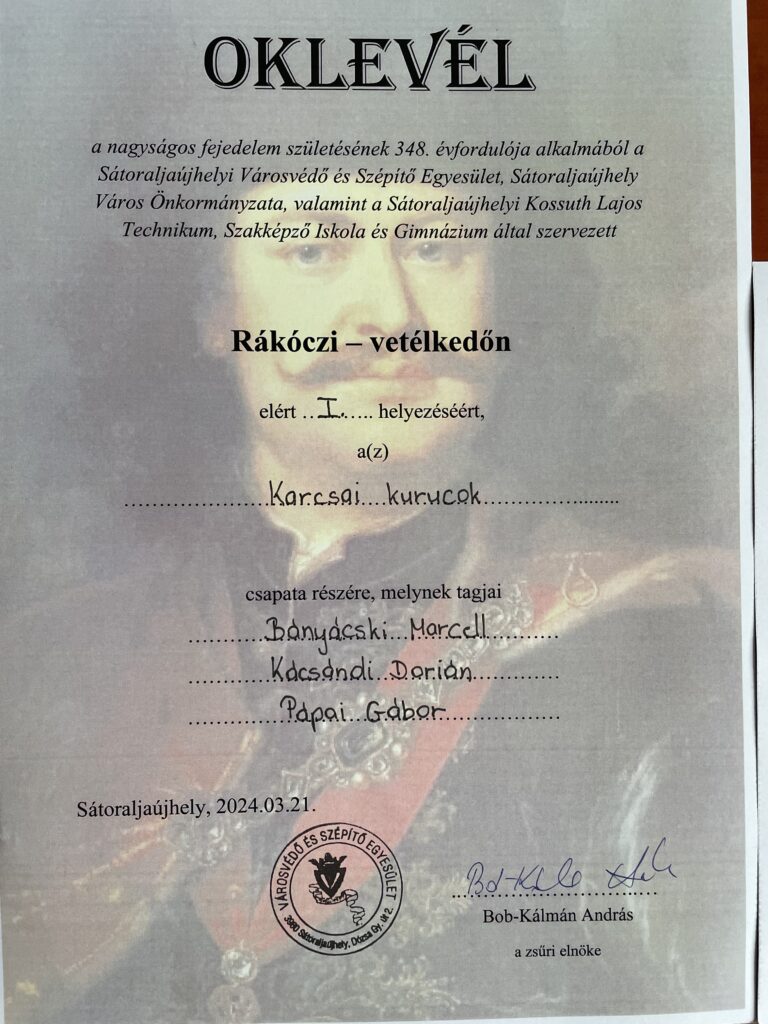 OKLEVÉL
a nagyságos fejedelem születésének 348. évfordulója alkalmából a
Sátoraljaújhelyi Városvédő és Szépítő Egyesület, Sátoraljaújhely
Város Önkormányzata, valamint a Sátoraljaújhelyi Kossuth Lajos
Technikum, Szakképző Iskola és Gimnázium által szervezett
Rákóczi – vetélkedőn
elért ..I...... helyezéséért,
a(z)
Karcsai kurucok
csapata részére, melynek tagjai
Bányácski Marcell
Kácsándi Dorián
Pápai Gábor
Sátoraljaújhely, 2024.03.21.
VÁROSVÉDŐ ÉS SZÉPÍTŐ EGYESÜLET
3980 Sátoraljaújhely, Dózsa Gy. út 2.
Bob-Kálmán András
a zsűri elnöke